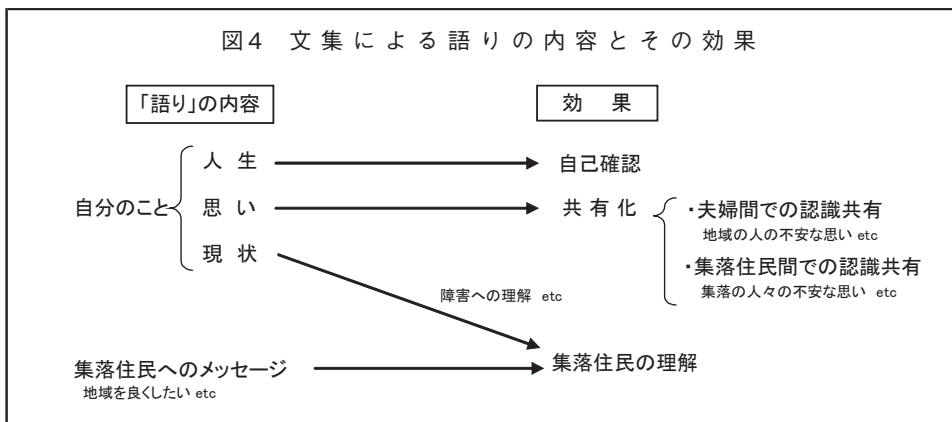 図4 文集による語りの内容とその効果
「語り」の内容
効 果
人 生
自己確認
自分のこと
思い
共有化
・夫婦間での認識共有
地域の人の不安な思い etc
現 状
・集落住民間での認識共有
集落の人々の不安な思い etc
障害への理解 etc
集落住民の理解
集落住民へのメッセージ
地域を良くしたい etc